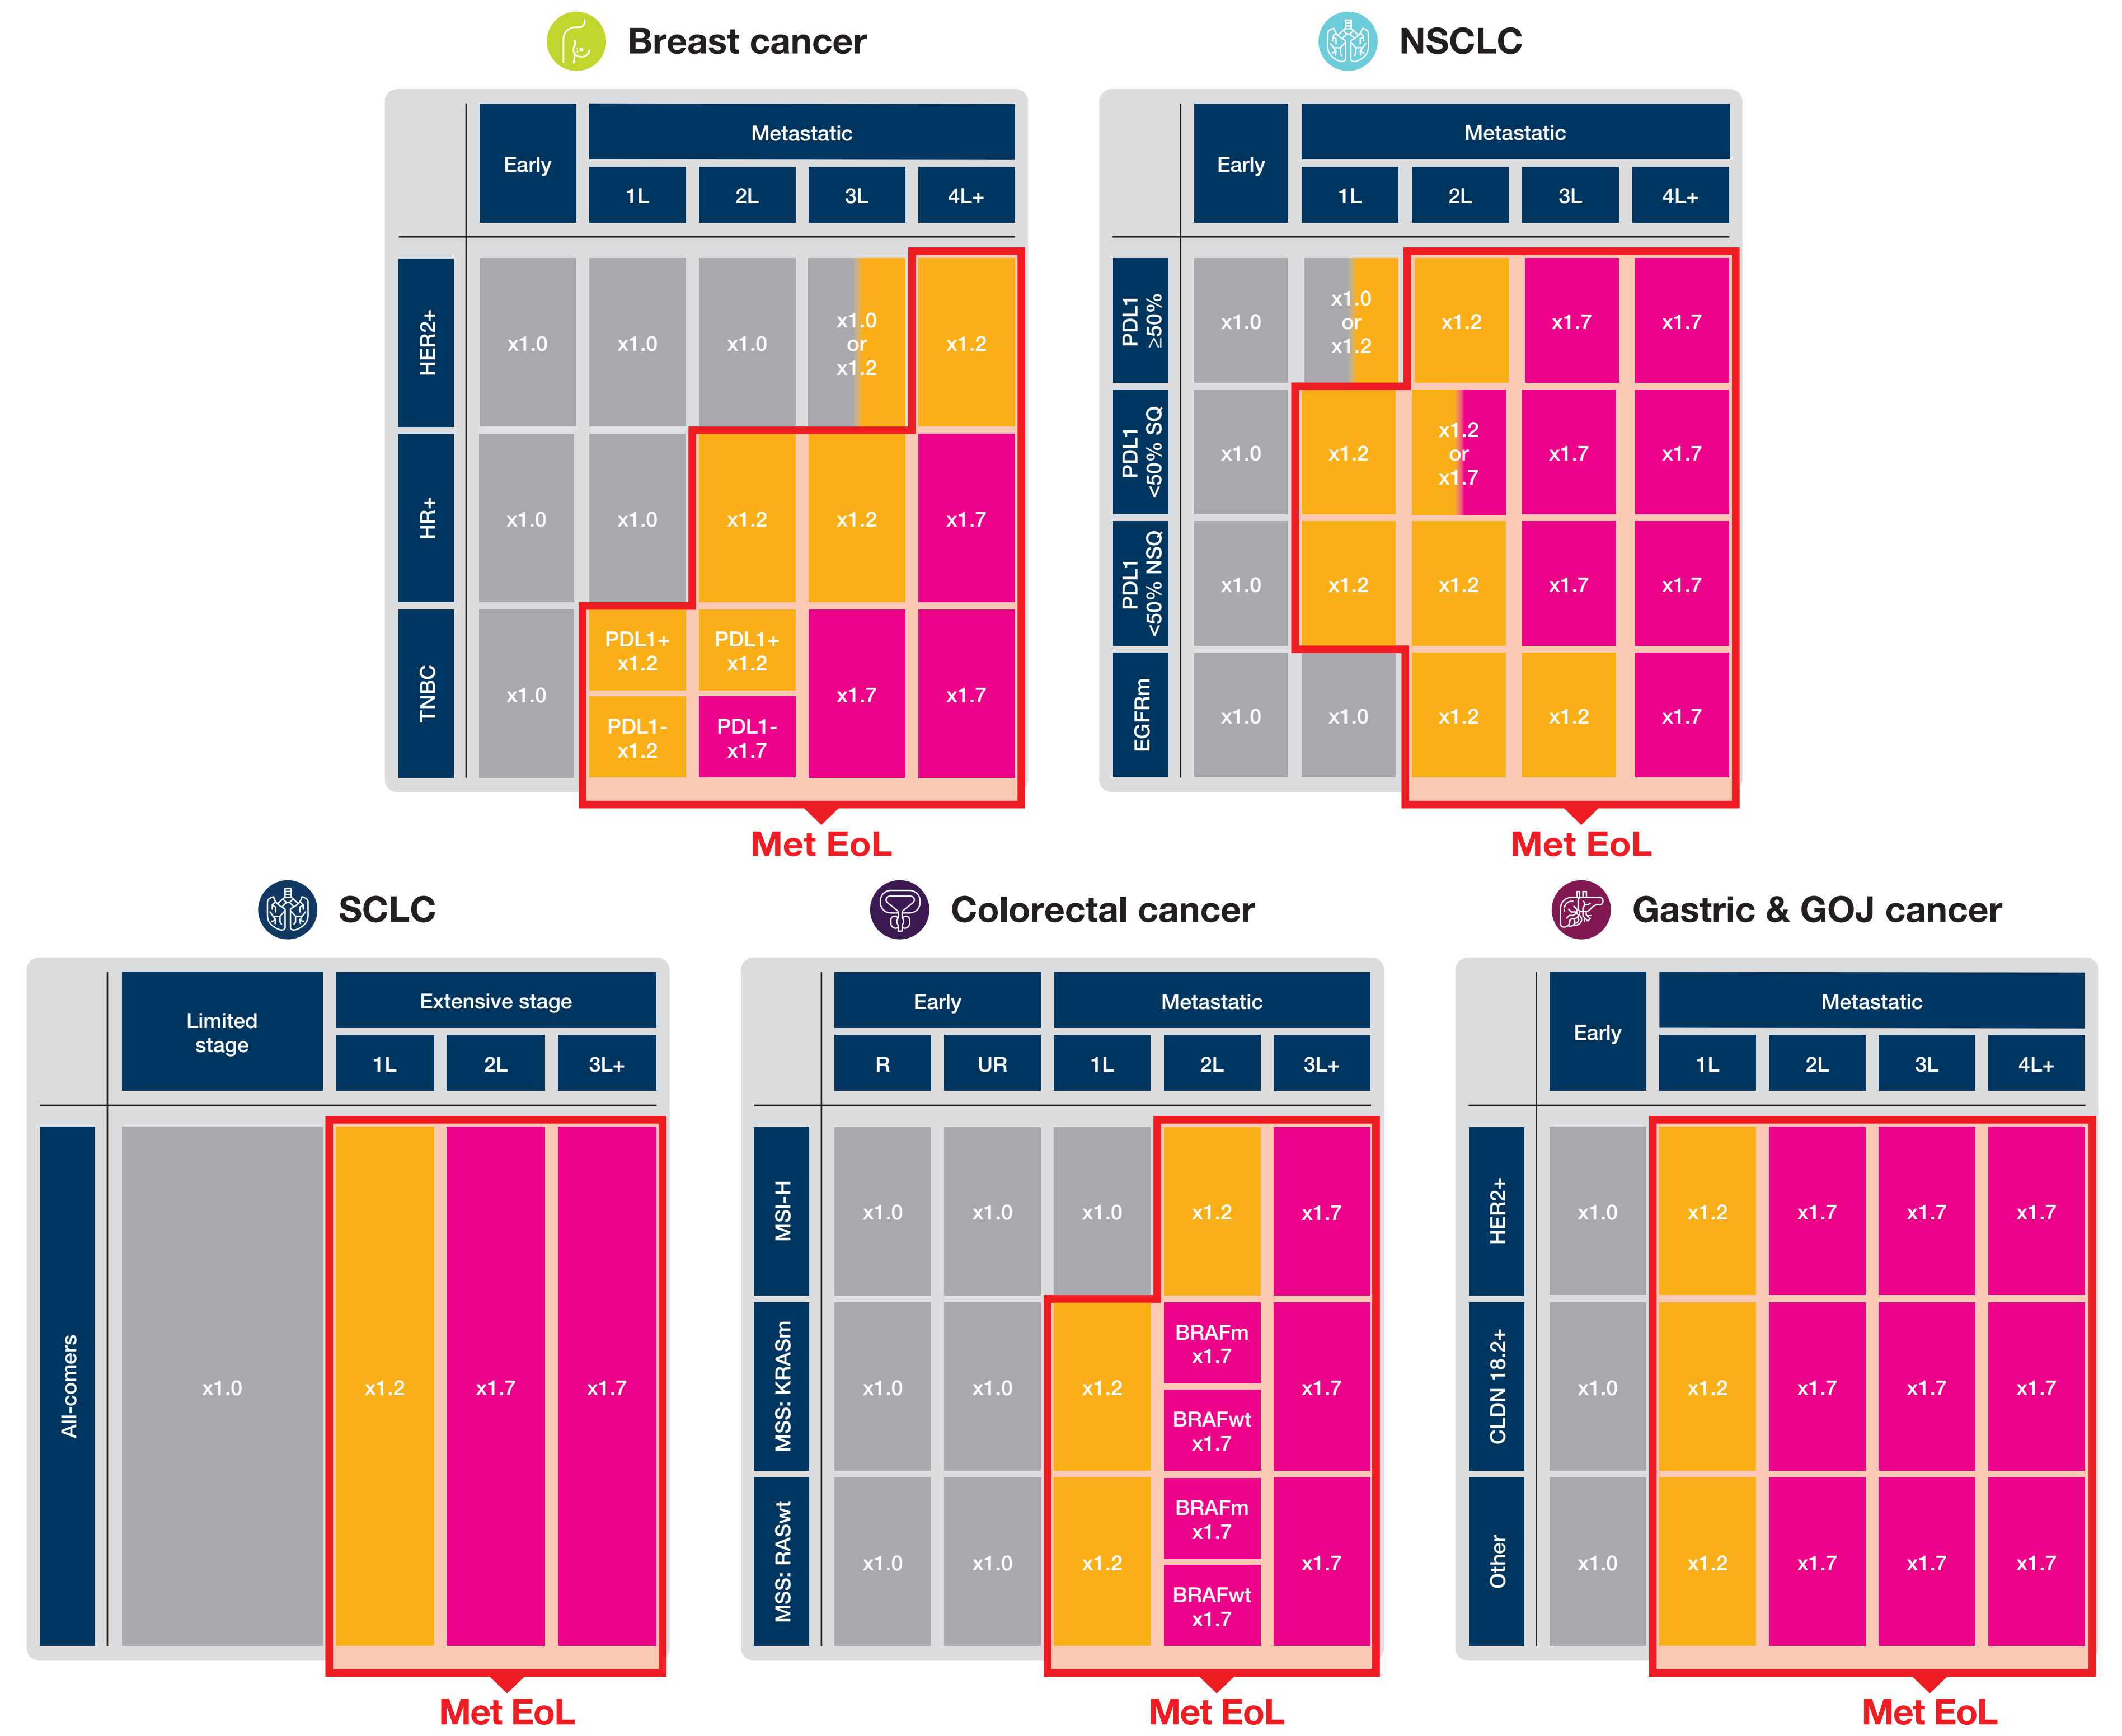 Breast cancer
Early
Metastatic
1L
2L
3L
4L+
HER2+
x1.0
x1.0
x1.0
x1.0
or
x1.2
x1.2
HR+
x1.0
x1.0
x1.2
x1.2
x1.7
TNBC
x1.0
PDL1+
x1.2
PDL1-
x1.2
PDL1+
x1.2
PDL1-
x1.7
x1.7
x1.7
Met EoL
NSCLC
Early
Metastatic
1L
2L
3L
4L+
PDL1
≥50%
x1.0
x1.0
or
x1.2
x1.2
x1.7
x1.7
PDL1
<50% SQ
x1.0
x1.2
x1.2
or
x1.7
x1.7
x1.7
PDL1
<50% NSQ
x1.0
x1.2
x1.2
x1.7
x1.7
EGFRm
x1.0
x1.0
x1.2
x1.2
x1.7
Met EoL
SCLC
Limited
stage
Extensive stage
1L
2L
3L+
All-comers
x1.0
x1.2
x1.7
x1.7
Met EoL
Colorectal cancer
Early
Metastatic
R
UR
1L
2L
3L+
MSI-H
x1.0
x1.0
x1.0
x1.2
x1.7
MSS: KRASm
x1.0
x1.0
x1.2
BRAFm
x1.7
BRAFwt
x1.7
x1.7
MSS: RASwt
x1.0
x1.0
x1.2
BRAFm
x1.7
BRAFwt
x1.7
x1.7
Met EoL
Gastric & GOJ cancer
Early
Metastatic
1L
2L
3L
4L+
HER2+
x1.0
x1.2
x1.7
x1.7
x1.7
CLDN 18.2+
x1.0
x1.2
x1.7
x1.7
x1.7
Other
x1.0
x1.2
x1.7
x1.7
x1.7
Met EoL